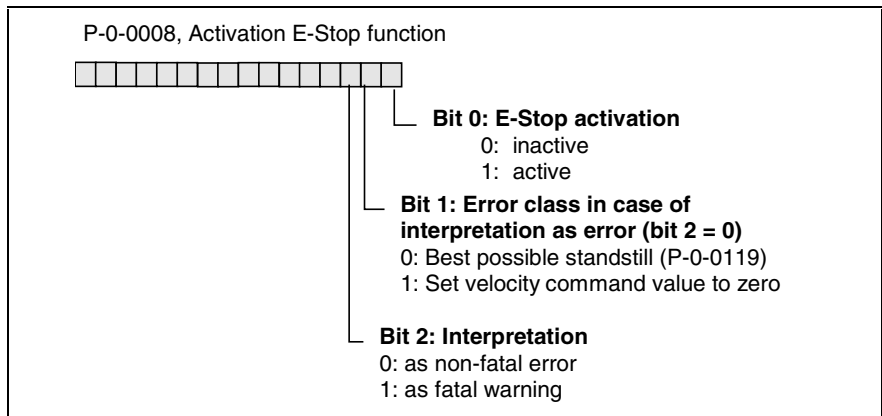 P-0-0008, Activation E-Stop function
Bit 0: E-Stop activation
0: inactive
1: active
Bit 1: Error class in case of
interpretation as error (bit 2 = 0)
0: Best possible standstill (P-0-0119)
1: Set velocity command value to zero
Bit 2: Interpretation
0: as non-fatal error
1: as fatal warning